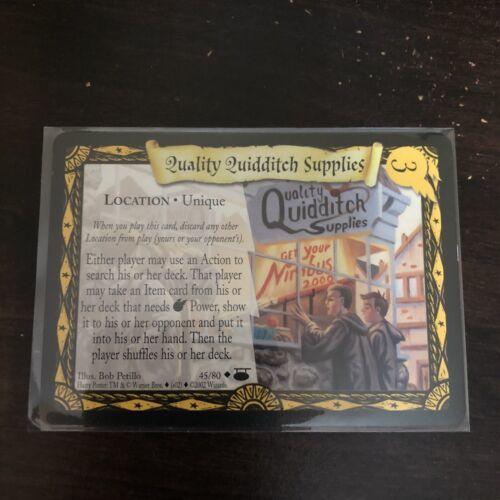 Quality Quidditch Supplies
3
LOCATION • Unique
When you play this card, discard any other
Location from play (yours or your opponent's).
Either player may use an Action to
search his or her deck. That player
may take an Item card from his or
her deck that needs Power, show
it to his or her opponent and put it
into his or her hand. Then the
player shuffles his or her deck.
Illus. Bob Petillo
45/80
Harry Potter: TM & © Warner Bros. ♦ (s02) ♦ ©2002 Wizards.
Quality
Quidditch
Supplies
GET YOUR
NIMBUS
2000